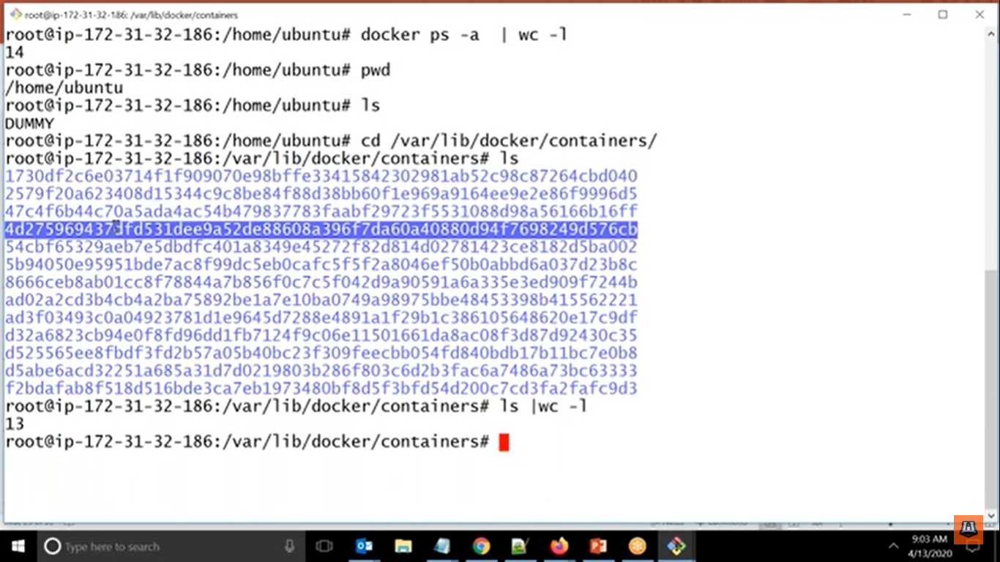 root@ip-172-31-32-186: /var/lib/docker/containers
root@ip-172-31-32-186:/home/ubuntu# docker ps -a  | wc -l
14
root@ip-172-31-32-186:/home/ubuntu# pwd
/home/ubuntu
root@ip-172-31-32-186:/home/ubuntu# ls
DUMMY
root@ip-172-31-32-186:/home/ubuntu# cd /var/lib/docker/containers/
root@ip-172-31-32-186:/var/lib/docker/containers# ls
1730df2c6e03714f1f909070e98bffe33415842302981ab52c98c87264cbd040
2579f20a623408d15344c9c8be84f88d38bb60f1e969a9164ee9e2e86f9996d5
47c4f6b44c70a5ada4ac54b479837783faabf29723f5531088d98a56166b16ff
54cbf65329aeb7e5dbdfc401a8349e45272f82d814d02781423ce8182d5ba002
5b94050e95951bde7ac8f99dc5eb0cafc5f5f2a8046ef50b0abbd6a037d23b8c
8666ceb8ab01cc8f78844a7b856f0c7c5f042d9a90591a6a335e3ed909f7244b
ad02a2cd3b4cb4a2ba75892be1a7e10ba0749a98975bbe48453398b415562221
ad3f03493c0a04923781d1e9645d7288e4891a1f29b1c386105648620e17c9df
d32a6823cb94e0f8fd96dd1fb7124f9c06e11501661da8ac08f3d87d92430c35
d525565ee8fbdf3fd2b57a05b40bc23f309feecbb054fd840bdb17b11bc7e0b8
d5abe6acd32251a685a31d7d0219803b286f803c6d2b3fac6a7486a73bc63333
f2bdafab8f518d516bde3ca7eb1973480bf8d5f3bfd54d200c7cd3fa2fafc9d3
root@ip-172-31-32-186:/var/lib/docker/containers# ls |wc -l
13
root@ip-172-31-32-186:/var/lib/docker/containers#
Type here to search
9:03 AM
4/13/2020